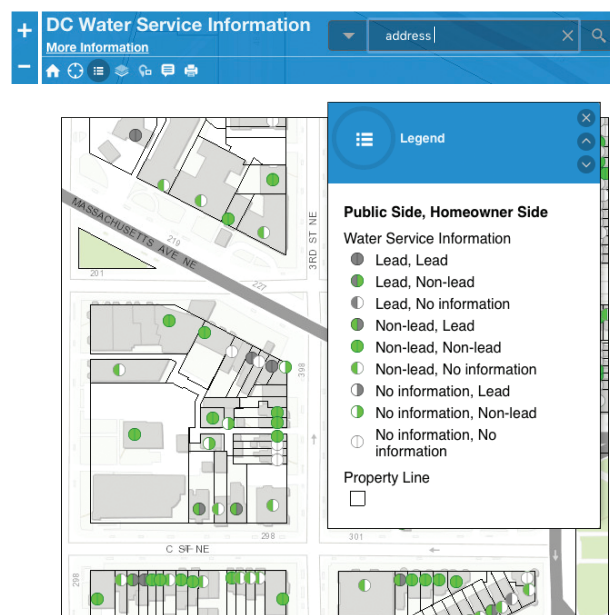 +
DC Water Service Information
More Information
−
address
Legend
Public Side, Homeowner Side
Water Service Information
Lead, Lead
Lead, Non-lead
Lead, No information
Non-lead, Lead
Non-lead, Non-lead
Non-lead, No information
No information, Lead
No information, Non-lead
No information, No
information
Property Line
MASSACHUSETTS AVE NE
3RD ST NE
219
201
227
398
298
301
C ST NE
298